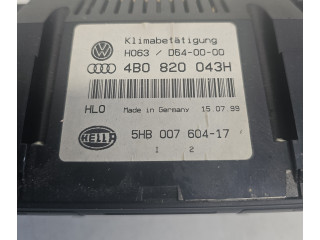 Klimabetätigung
H063 / D64-00-00
4B0 820 043H
HLO Made in Germany 15.07.99
HELLA 5HB 007 604-17
1 2